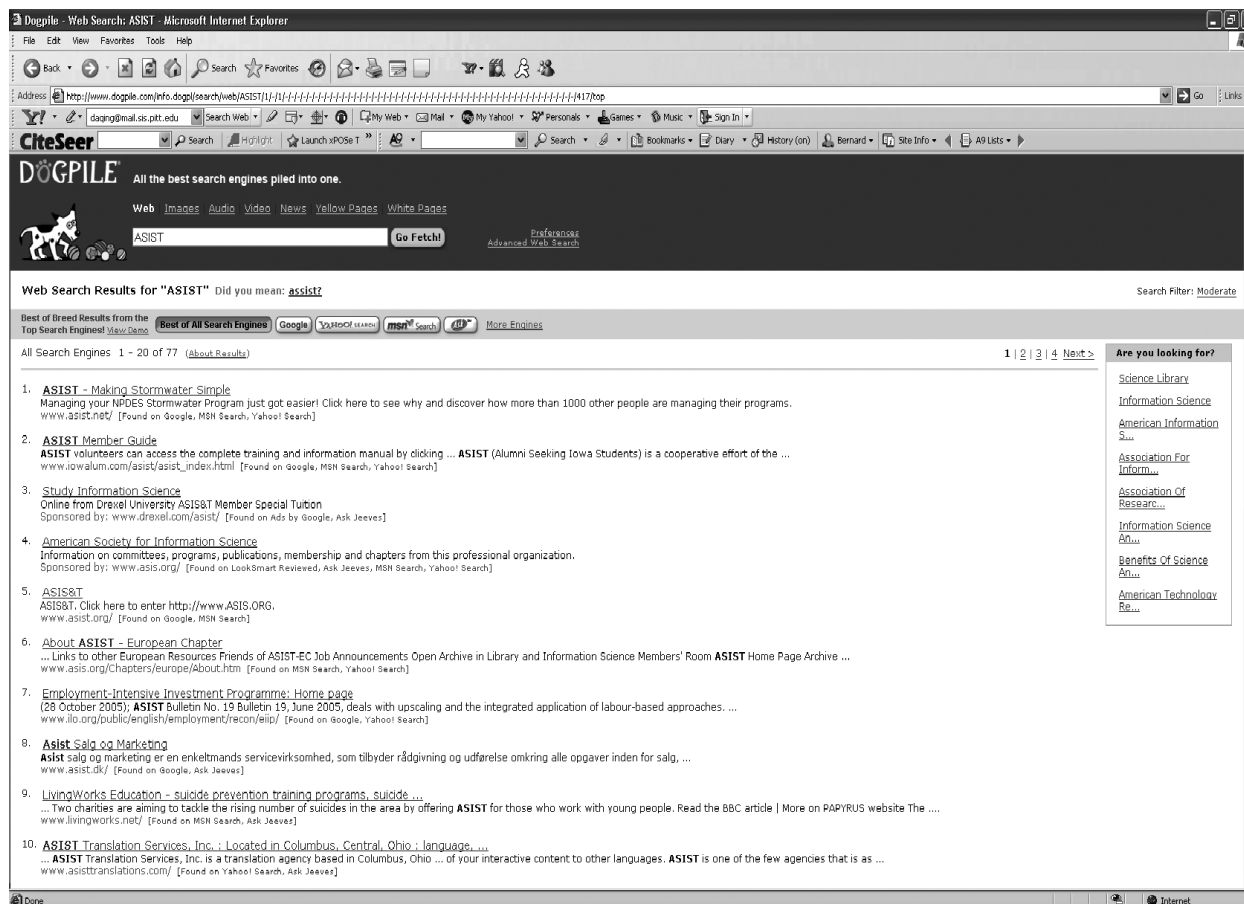 Dogpile - Web Search: ASIST - Microsoft Internet Explorer
File Edit View Favorites Tools Help
Back Search Favorites
Address http://www.dogpile.com/info.dogpl/search/web/ASIST/1/-/1/-/-/-/-/-/-/-/-/-/-/-/-/-/-/-/-/-/-/-/-/-/-/-/-/-/-/-/-/-/-/-/-/-/-/-/-/-/-/-/417/top Go Links
Y! daqing@mail.sis.pitt.edu Search Web My Web Mail My Yahoo! Personals Games Music Sign In
CiteSeer Search Highlight Launch xPOSe T » A9 Search Bookmarks Diary History (on) Bernard Site Info A9 Lists
DOGPILE All the best search engines piled into one.
Web Images Audio Video News Yellow Pages White Pages
ASIST Go Fetch! Preferences
Advanced Web Search
Web Search Results for "ASIST" Did you mean: assist? Search Filter: Moderate
Best of Breed Results from the
Top Search Engines! View Demo Best of All Search Engines Google YAHOO! SEARCH msn Search More Engines
All Search Engines 1 - 20 of 77 (About Results) 1 | 2 | 3 | 4 Next >
1. ASIST - Making Stormwater Simple
Managing your NPDES Stormwater Program just got easier! Click here to see why and discover how more than 1000 other people are managing their programs.
www.asist.net/ [Found on Google, MSN Search, Yahoo! Search]
2. ASIST Member Guide
ASIST volunteers can access the complete training and information manual by clicking ... ASIST (Alumni Seeking Iowa Students) is a cooperative effort of the ...
www.iowalum.com/asist/asist_index.html [Found on Google, MSN Search, Yahoo! Search]
3. Study Information Science
Online from Drexel University ASIS&T Member Special Tuition
Sponsored by: www.drexel.com/asist/ [Found on Ads by Google, Ask Jeeves]
4. American Society for Information Science
Information on committees, programs, publications, membership and chapters from this professional organization.
Sponsored by: www.asis.org/ [Found on LookSmart Reviewed, Ask Jeeves, MSN Search, Yahoo! Search]
5. ASIS&T
ASIS&T. Click here to enter http://www.ASIS.ORG.
www.asist.org/ [Found on Google, MSN Search]
6. About ASIST - European Chapter
... Links to other European Resources Friends of ASIST-EC Job Announcements Open Archive in Library and Information Science Members' Room ASIST Home Page Archive ...
www.asis.org/Chapters/europe/About.htm [Found on MSN Search, Yahoo! Search]
7. Employment-Intensive Investment Programme: Home page
(28 October 2005); ASIST Bulletin No. 19 Bulletin 19, June 2005, deals with upscaling and the integrated application of labour-based approaches. ...
www.ilo.org/public/english/employment/recon/eiip/ [Found on Google, Yahoo! Search]
8. Asist Salg og Marketing
Asist salg og marketing er en enkeltmands servicevirksomhed, som tilbyder rådgivning og udførelse omkring alle opgaver inden for salg, ...
www.asist.dk/ [Found on Google, Ask Jeeves]
9. LivingWorks Education - suicide prevention training programs, suicide ...
... Two charities are aiming to tackle the rising number of suicides in the area by offering ASIST for those who work with young people. Read the BBC article | More on PAPYRUS website The ....
www.livingworks.net/ [Found on MSN Search, Ask Jeeves]
10. ASIST Translation Services, Inc. : Located in Columbus, Central, Ohio : language, ...
... ASIST Translation Services, Inc. is a translation agency based in Columbus, Ohio ... of your interactive content to other languages. ASIST is one of the few agencies that is as ...
www.asisttranslations.com/ [Found on Yahoo! Search, Ask Jeeves]
Are you looking for?
Science Library
Information Science
American Information
S...
Association For
Inform...
Association Of
Researc...
Information Science
An...
Benefits Of Science
An...
American Technology
Re...
Done Internet